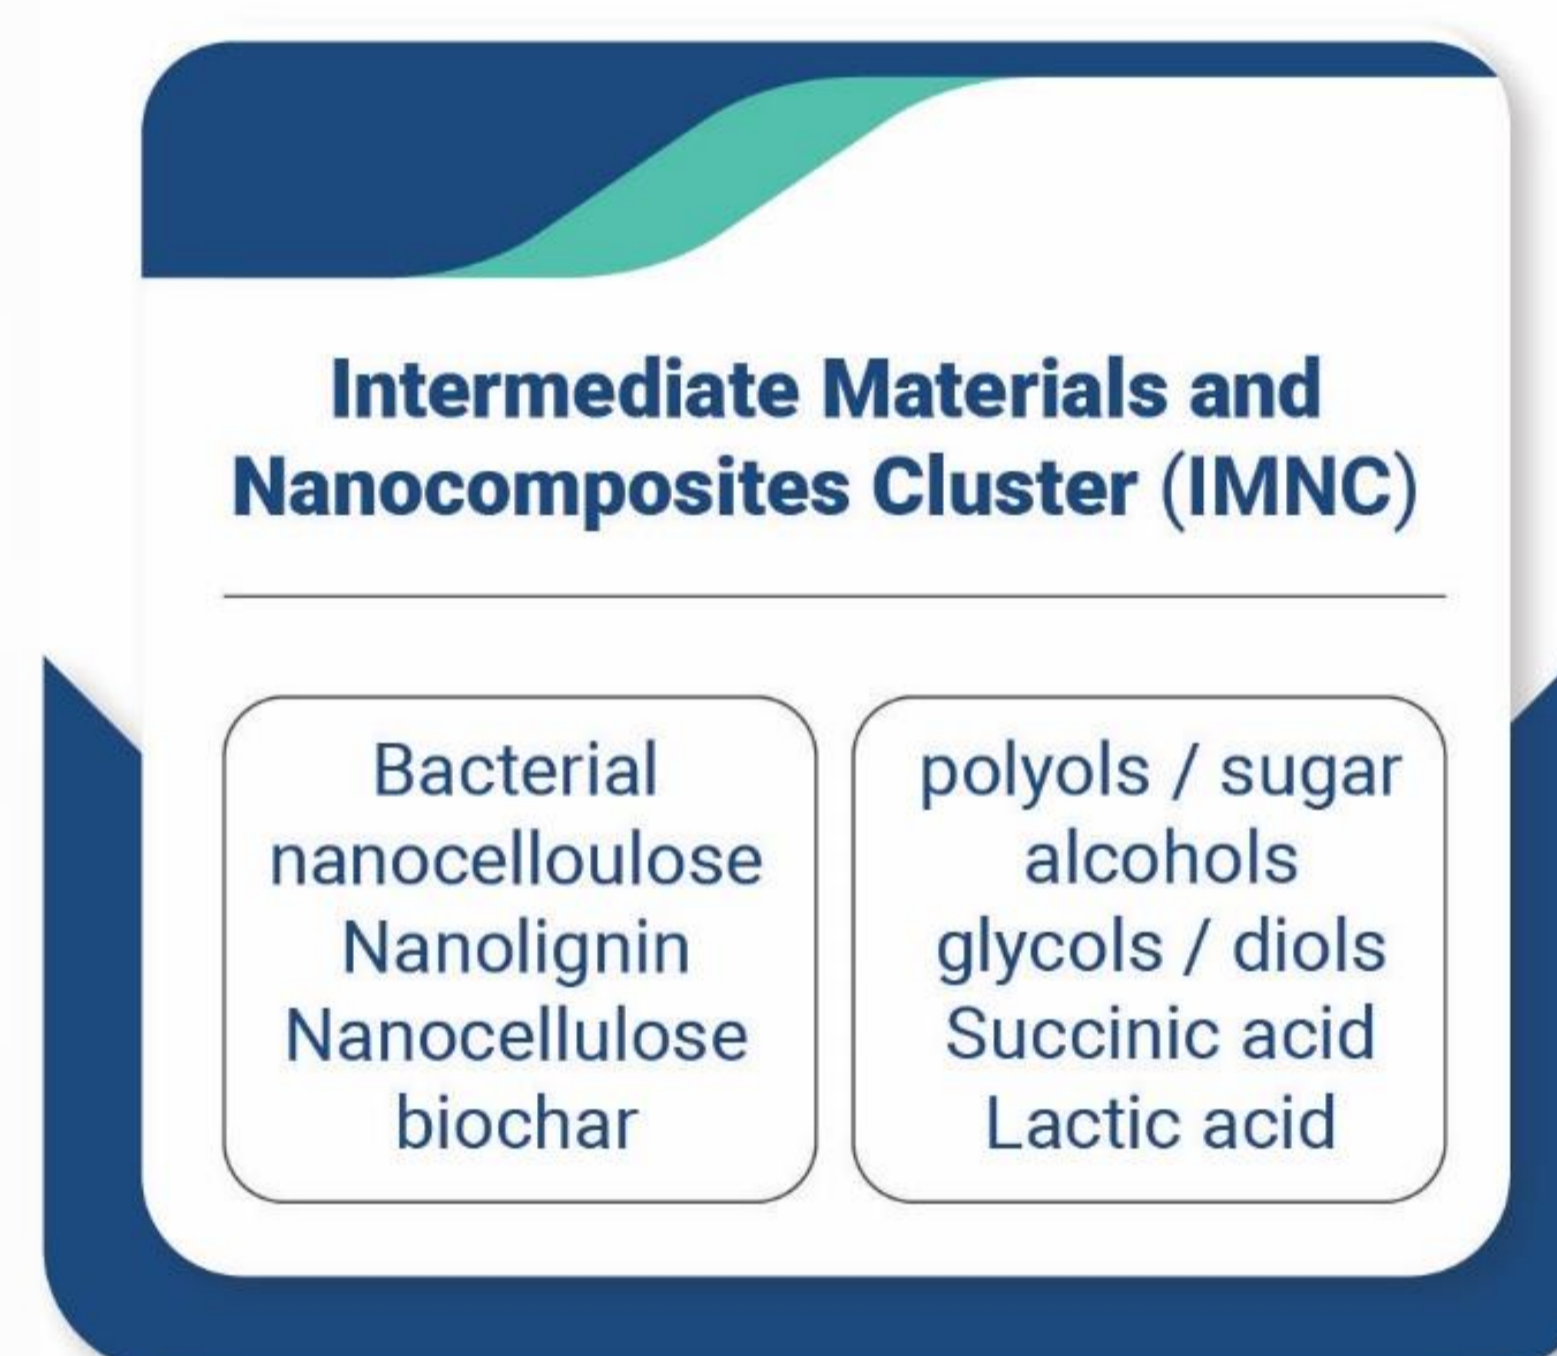 Intermediate Materials and
Nanocomposites Cluster (IMNC)
Bacterial
nanocelloulose
Nanolignin
Nanocellulose
biochar
polyols / sugar
alcohols
glycols / diols
Succinic acid
Lactic acid